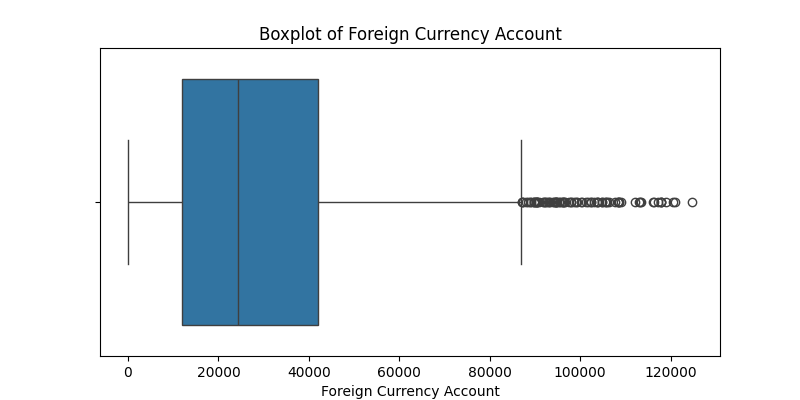 Boxplot of Foreign Currency Account
0 20000 40000 60000 80000 100000 120000
Foreign Currency Account